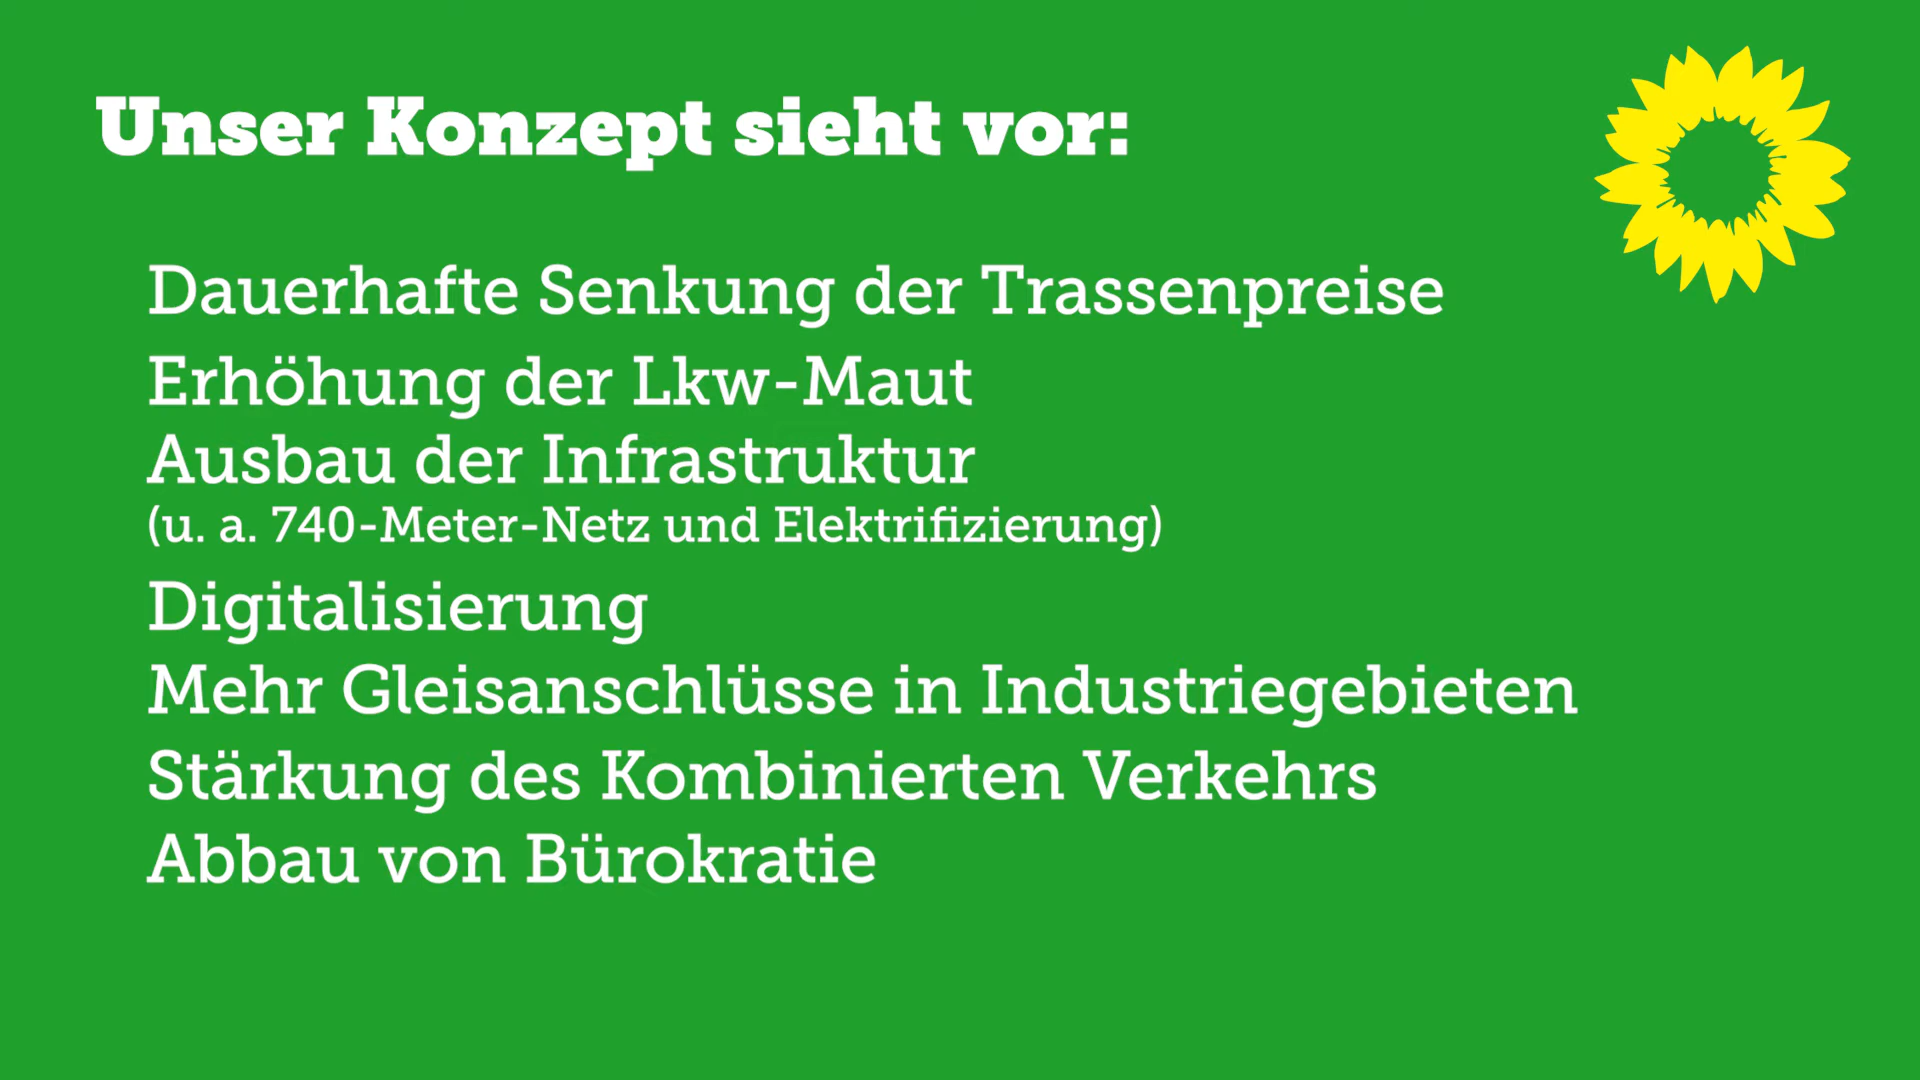 Unser Konzept sieht vor:
Dauerhafte Senkung der Trassenpreise
Erhöhung der Lkw-Maut
Ausbau der Infrastruktur
(u. a. 740-Meter-Netz und Elektrifizierung)
Digitalisierung
Mehr Gleisanschlüsse in Industriegebieten
Stärkung des Kombinierten Verkehrs
Abbau von Bürokratie